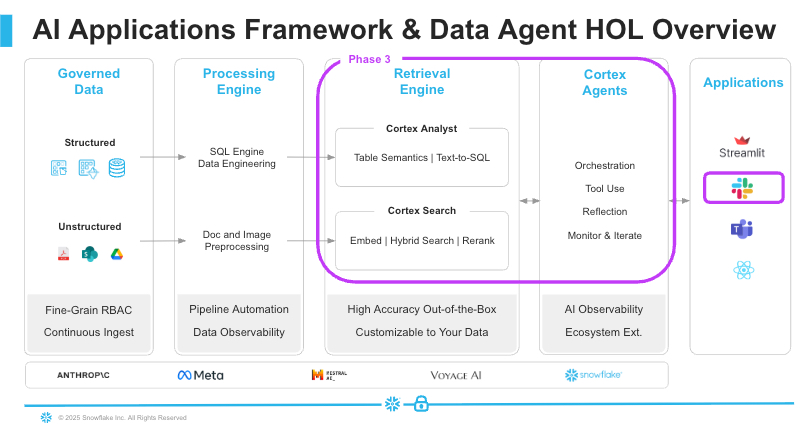 AI Applications Framework & Data Agent HOL Overview
Phase 3
Governed
Data
Structured
Unstructured
Fine-Grain RBAC
Continuous Ingest
Processing
Engine
SQL Engine
Data Engineering
Doc and Image
Preprocessing
Pipeline Automation
Data Observability
Retrieval
Engine
Cortex Analyst
Table Semantics | Text-to-SQL
Cortex Search
Embed | Hybrid Search | Rerank
High Accuracy Out-of-the-Box
Customizable to Your Data
Cortex
Agents
Orchestration
Tool Use
Reflection
Monitor & Iterate
AI Observability
Ecosystem Ext.
Applications
Streamlit
ANTHROP\C
Meta
MISTRAL
AI_
VOYAGE AI
snowflake
© 2025 Snowflake Inc. All Rights Reserved